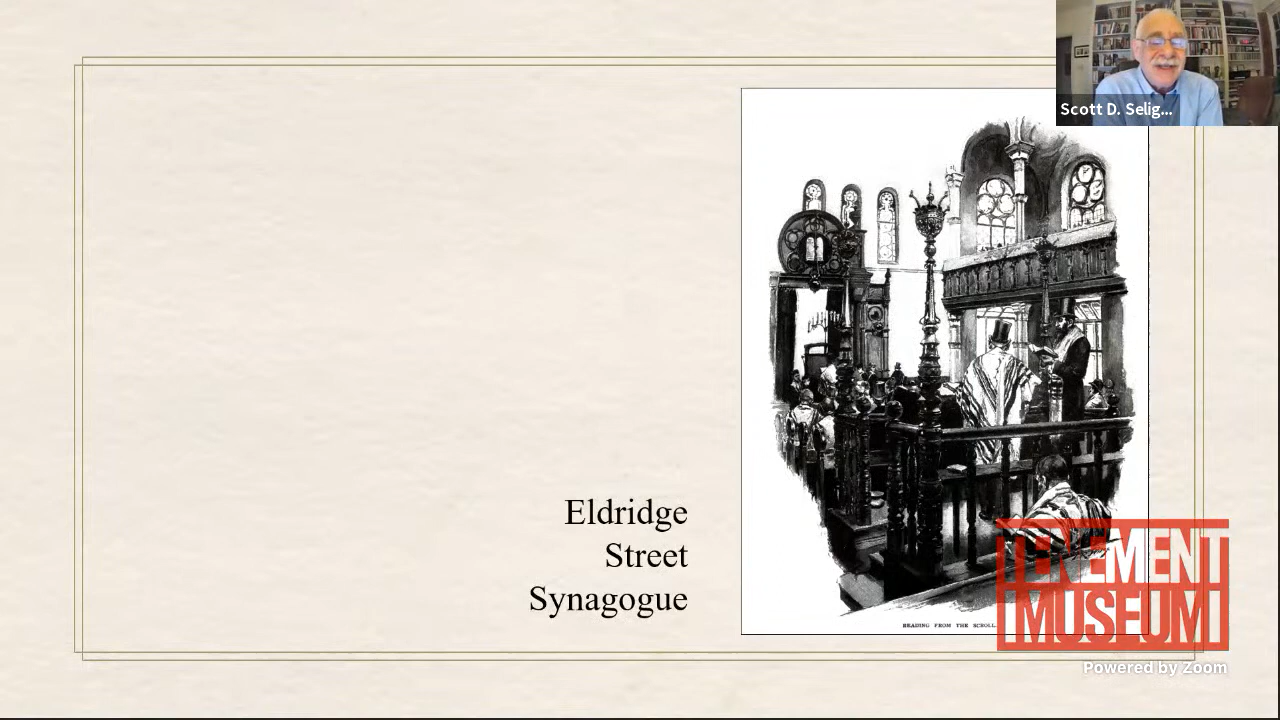 Scott D. Selig...
Eldridge
Street
Synagogue
READING FROM THE SCROLL.
TENEMENT
MUSEUM
Powered by Zoom